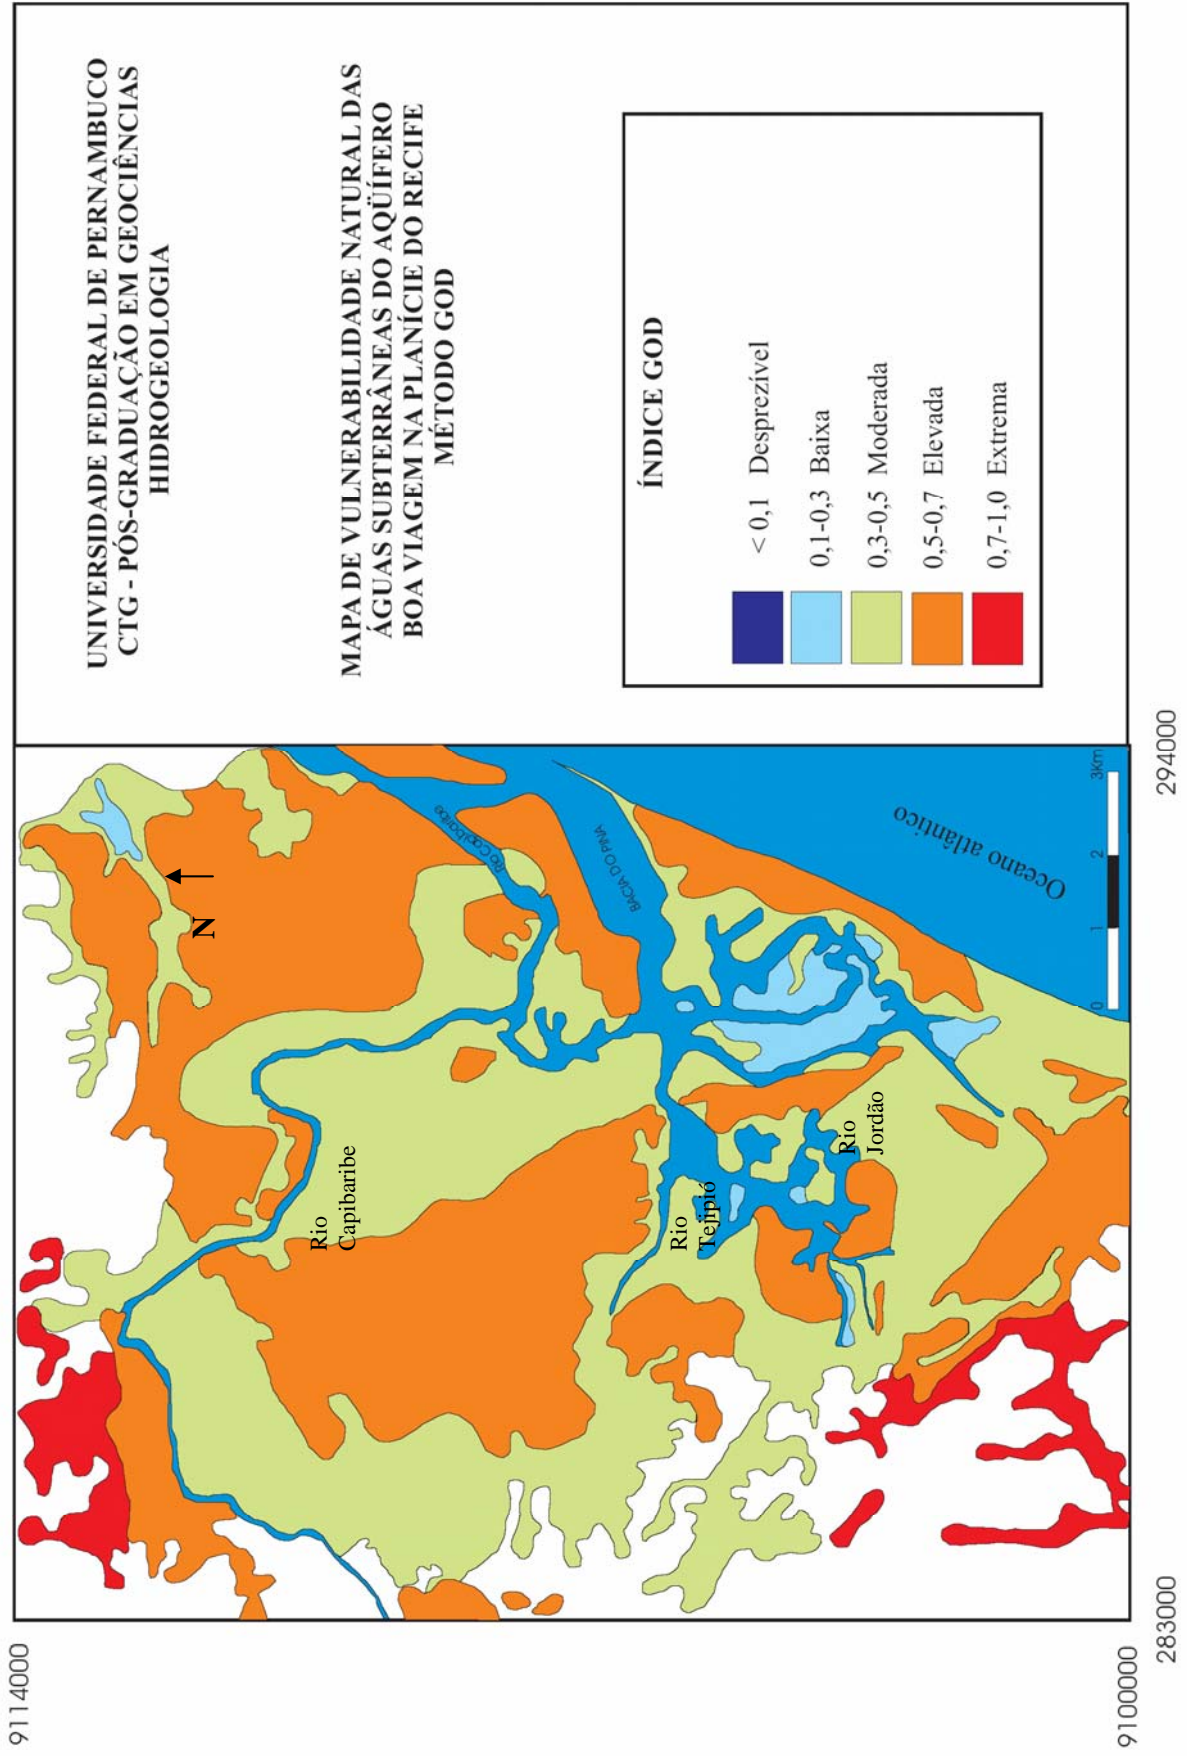 UNIVERSIDADE FEDERAL DE PERNAMBUCO
CTG - PÓS-GRADUAÇÃO EM GEOCIÊNCIAS
HIDROGEOLOGIA
MAPA DE VULNERABILIDADE NATURAL DAS
ÁGUAS SUBTERRÂNEAS DO AQÜÍFERO
BOA VIAGEM NA PLANÍCIE DO RECIFE
MÉTODO GOD
ÍNDICE GOD
< 0,1 Desprezível
0,1-0,3 Baixa
0,3-0,5 Moderada
0,5-0,7 Elevada
0,7-1,0 Extrema
9114000
9100000
283000
294000
N
Rio
Capibaribe
Rio Capibaribe
BACIA DO PINA
Rio
Tejipió
Rio
Jordão
Oceano atlântico
0 1 2 3Km